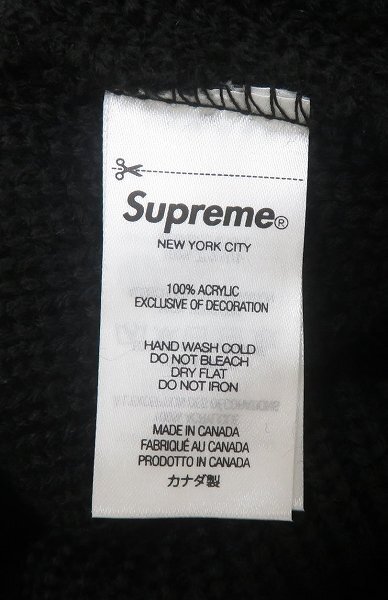 Supreme®
NEW YORK CITY
100% ACRYLIC
EXCLUSIVE OF DECORATION
HAND WASH COLD
DO NOT BLEACH
DRY FLAT
DO NOT IRON
MADE IN CANADA
FABRIQUÉ AU CANADA
PRODOTTO IN CANADA
カナダ製